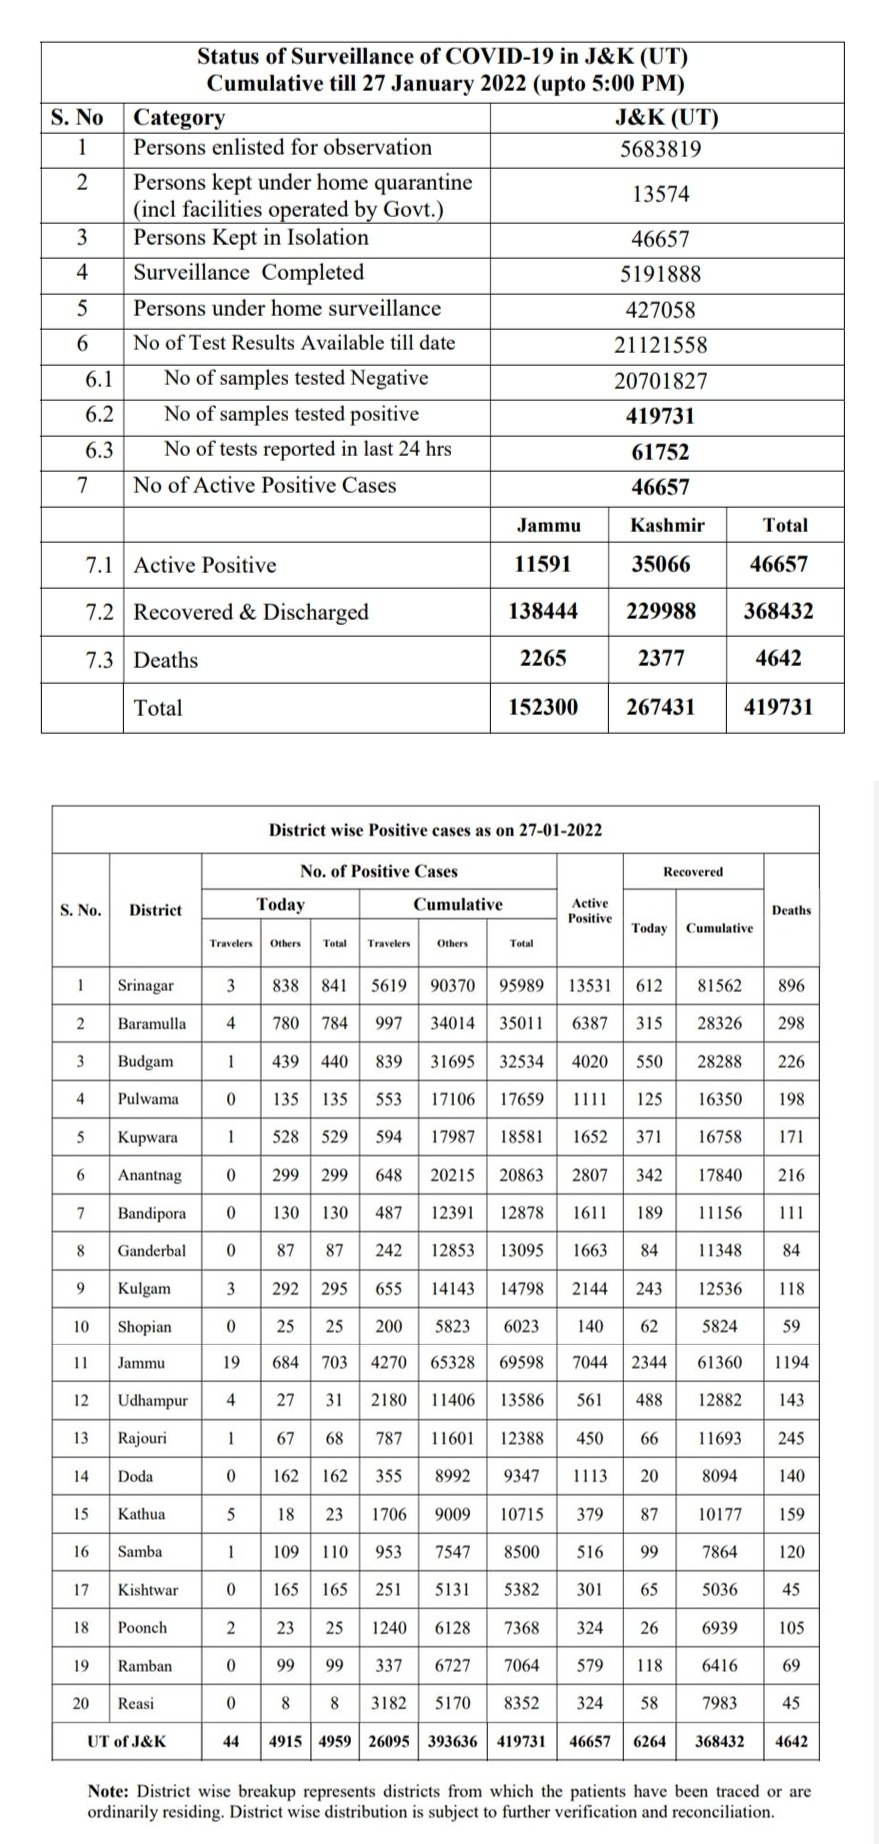 Status of Surveillance of COVID-19 in J&K (UT)
Cumulative till 27 January 2022 (upto 5:00 PM)
S. No Category J&K (UT)
1 Persons enlisted for observation 5683819
2 Persons kept under home quarantine
(incl facilities operated by Govt.) 13574
3 Persons Kept in Isolation 46657
4 Surveillance Completed 5191888
5 Persons under home surveillance 427058
6 No of Test Results Available till date 21121558
6.1 No of samples tested Negative 20701827
6.2 No of samples tested positive 419731
6.3 No of tests reported in last 24 hrs 61752
7 No of Active Positive Cases 46657
Jammu Kashmir Total
7.1 Active Positive 11591 35066 46657
7.2 Recovered & Discharged 138444 229988 368432
7.3 Deaths 2265 2377 4642
Total 152300 267431 419731
District wise Positive cases as on 27-01-2022
No. of Positive Cases Recovered
S. No. District Today Cumulative Active Positive Today Cumulative Deaths
Travelers Others Total Travelers Others Total
1 Srinagar 3 838 841 5619 90370 95989 13531 612 81562 896
2 Baramulla 4 780 784 997 34014 35011 6387 315 28326 298
3 Budgam 1 439 440 839 31695 32534 4020 550 28288 226
4 Pulwama 0 135 135 553 17106 17659 1111 125 16350 198
5 Kupwara 1 528 529 594 17987 18581 1652 371 16758 171
6 Anantnag 0 299 299 648 20215 20863 2807 342 17840 216
7 Bandipora 0 130 130 487 12391 12878 1611 189 11156 111
8 Ganderbal 0 87 87 242 12853 13095 1663 84 11348 84
9 Kulgam 3 292 295 655 14143 14798 2144 243 12536 118
10 Shopian 0 25 25 200 5823 6023 140 62 5824 59
11 Jammu 19 684 703 4270 65328 69598 7044 2344 61360 1194
12 Udhampur 4 27 31 2180 11406 13586 561 488 12882 143
13 Rajouri 1 67 68 787 11601 12388 450 66 11693 245
14 Doda 0 162 162 355 8992 9347 1113 20 8094 140
15 Kathua 5 18 23 1706 9009 10715 379 87 10177 159
16 Samba 1 109 110 953 7547 8500 516 99 7864 120
17 Kishtwar 0 165 165 251 5131 5382 301 65 5036 45
18 Poonch 2 23 25 1240 6128 7368 324 26 6939 105
19 Ramban 0 99 99 337 6727 7064 579 118 6416 69
20 Reasi 0 8 8 3182 5170 8352 324 58 7983 45
UT of J&K 44 4915 4959 26095 393636 419731 46657 6264 368432 4642
Note: District wise breakup represents districts from which the patients have been traced or are
ordinarily residing. District wise distribution is subject to further verification and reconciliation.